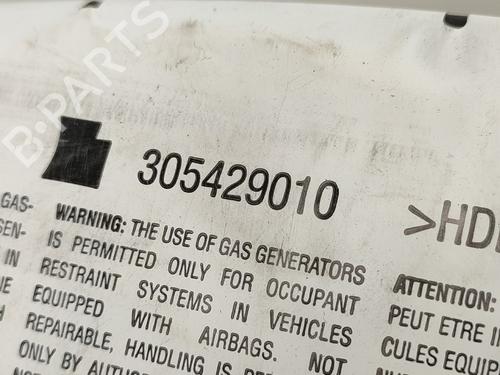 B-PARTS
305429010
>HD
GAS-
SEN-
IN
WARNING: THE USE OF GAS GENERATORS
IS PERMITTED ONLY FOR OCCUPANT
RESTRAINT SYSTEMS IN VEHICLES
EQUIPPED WITH AIRBAGS. NOT
REPAIRABLE, HANDLING IS
ONLY BY
ATTENTION:
PEUT ETRE
CULES EQUIP